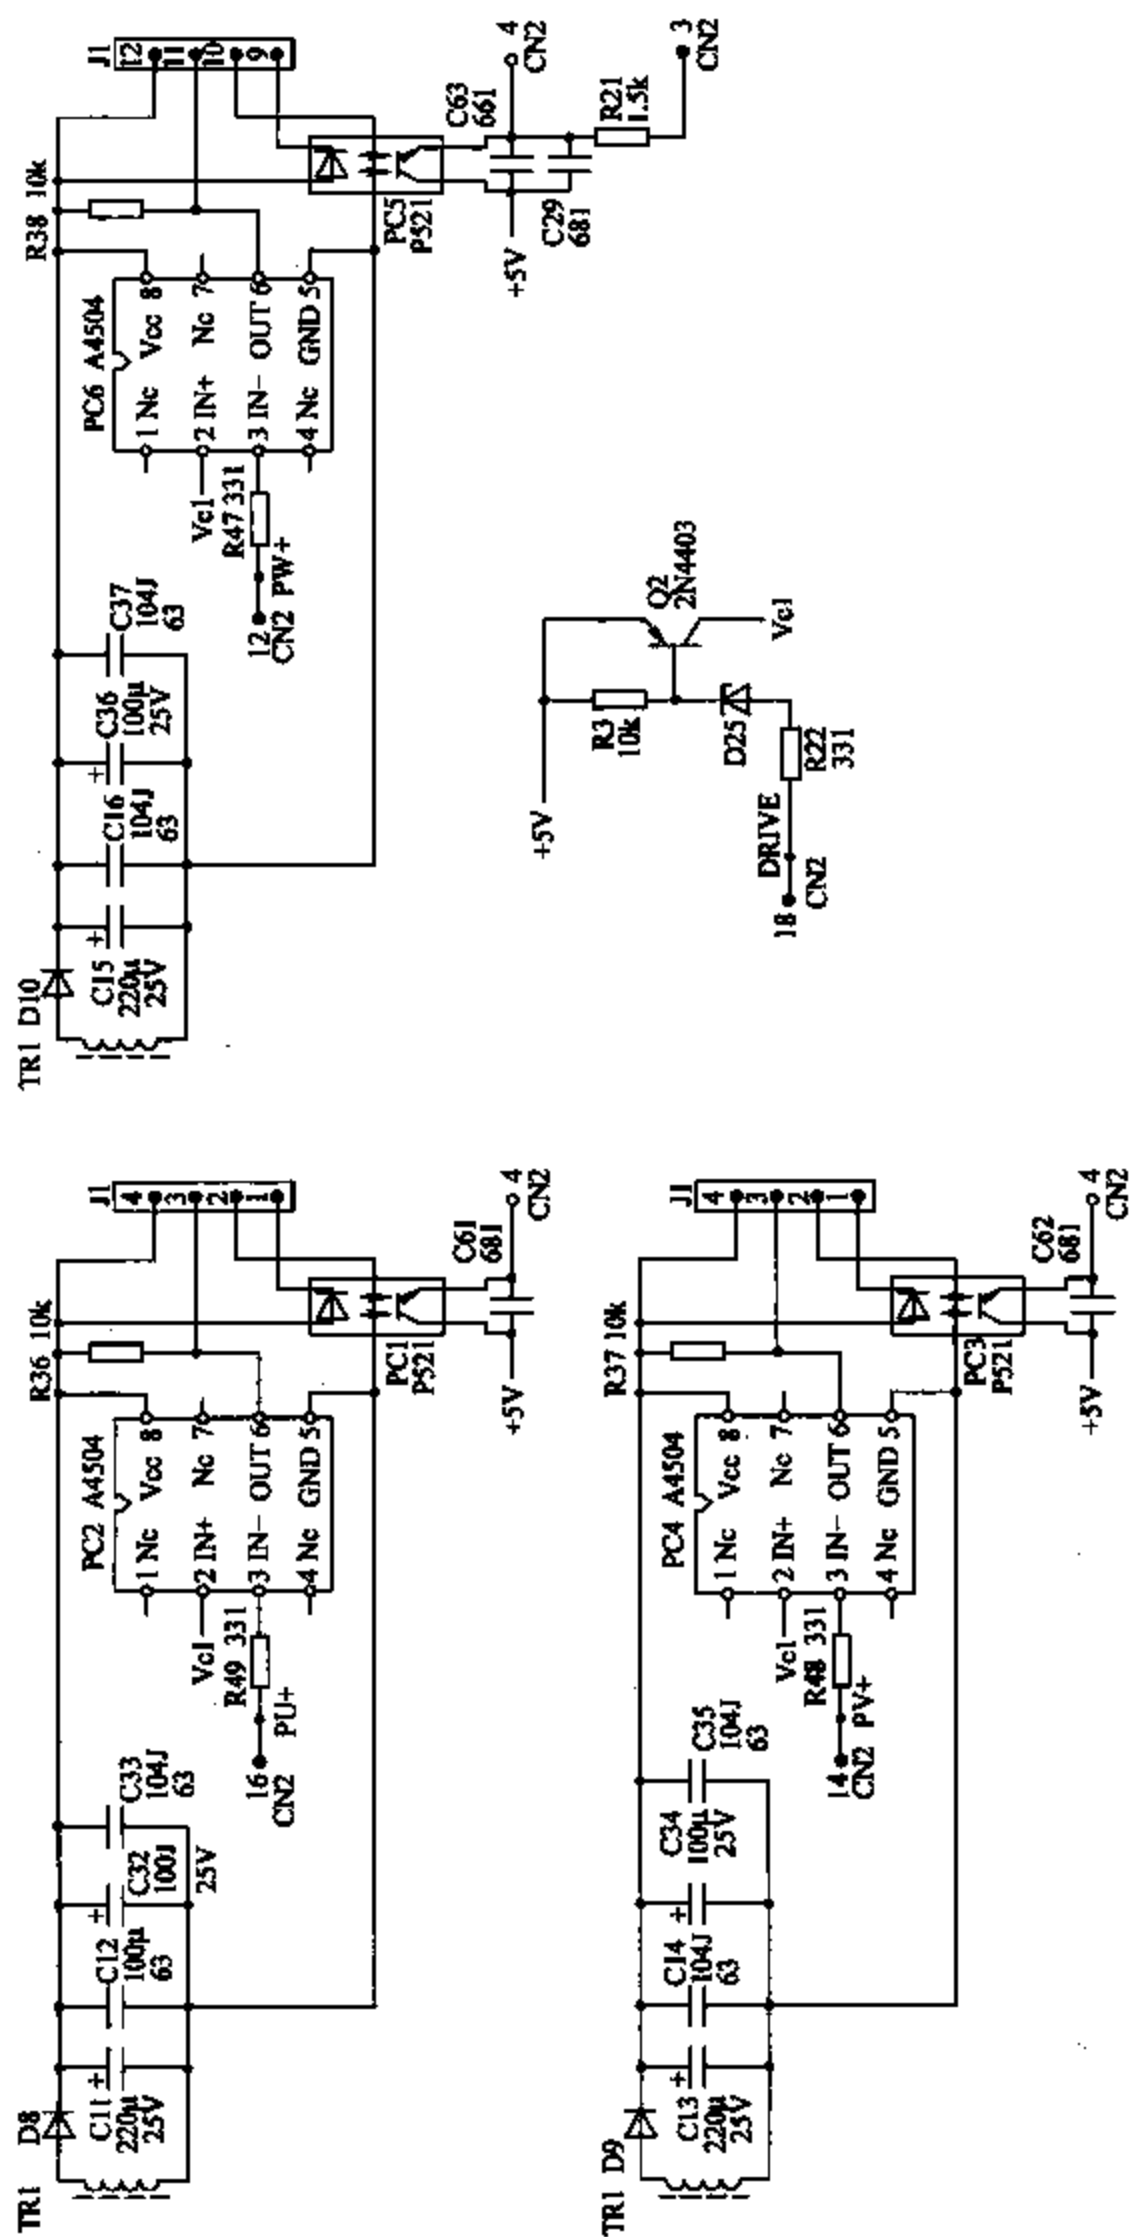 TR1 D8
C11
220μ
25V
C12
100μ
63
C32
100J
25V
C33
104J
63
16
CN2
PU+
R49 331
Vc1
PC2 A4504
1 Nc
Vcc 8
2 IN+
Nc 7
3 IN−
OUT 6
4 Nc
GND 5
R36 10k
PC1
P521
+5V
C61
681
J1
4
3
2
1
4
CN2
TR1 D10
C15
220μ
25V
C16
104J
63
C36
100μ
25V
C37
104J
63
12
CN2 PW+
R47 331
Vc1
PC6 A4504
1 Nc
Vcc 8
2 IN+
Nc 7
3 IN−
OUT 6
4 Nc
GND 5
R38 10k
PC5
P521
+5V
C63
661
C29
681
J1
12
11
10
9
4
CN2
R21
1.5k
3
CN2
TR1 D9
C13
220μ
25V
C14
104J
63
C34
100μ
25V
C35
104J
63
14
CN2
PV+
R48 331
Vc1
PC4 A4504
1 Nc
Vcc 8
2 IN+
Nc 7
3 IN−
OUT 6
4 Nc
GND 5
R37 10k
PC3
P521
+5V
C62
681
J1
4
3
2
1
4
CN2
+5V
R3
10k
Q2
2N4403
Vc1
D25
DRIVE
R22
331
18
CN2